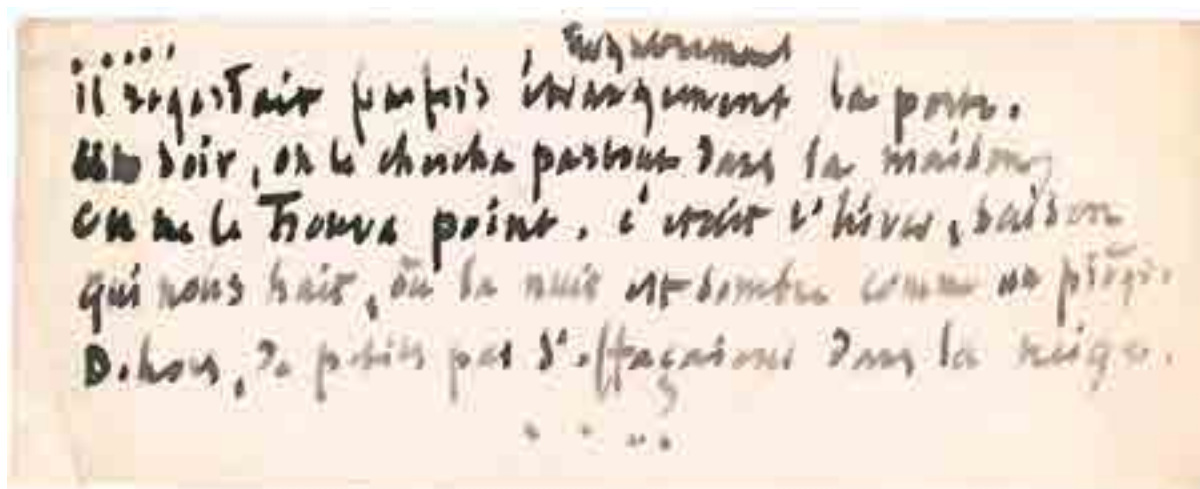 .....
il regardait parfois étrangement la porte.
Un soir, on le chercha partout dans la maison,
on ne le trouva point. c'était l'hiver, saison
qui nous hait, où la nuit est sombre comme un piège.
Dehors, de petits pas s'effaçaient dans la neige.
....